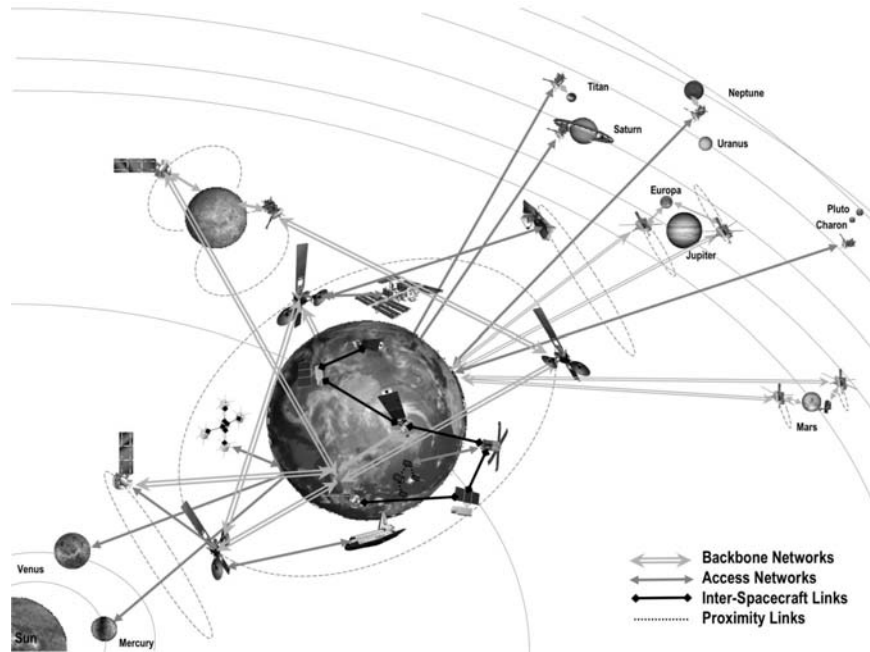 Titan
Neptune
Saturn
Uranus
Europa
Pluto
Charon
Jupiter
Mars
Venus
Sun
Mercury
Backbone Networks
Access Networks
Inter-Spacecraft Links
Proximity Links